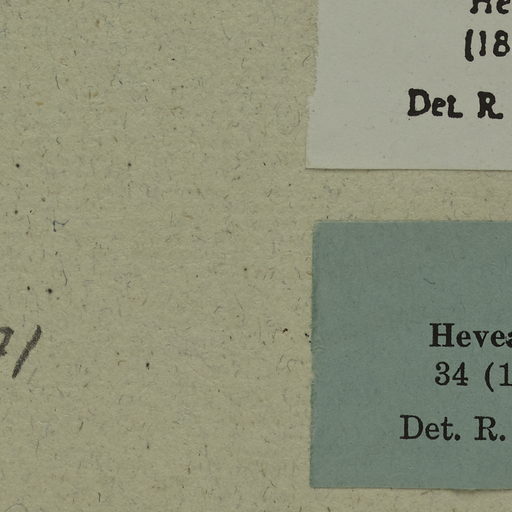 He
(18
Det R
Hevea
34 (1
Det. R.